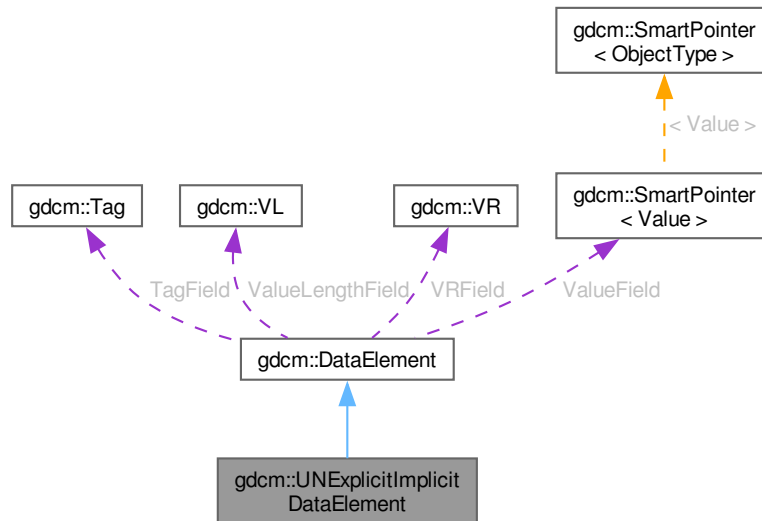 gdcm::SmartPointer
< ObjectType >
< Value >
gdcm::Tag
gdcm::VL
gdcm::VR
gdcm::SmartPointer
< Value >
TagField
ValueLengthField
VRField
ValueField
gdcm::DataElement
gdcm::UNExplicitImplicit
DataElement